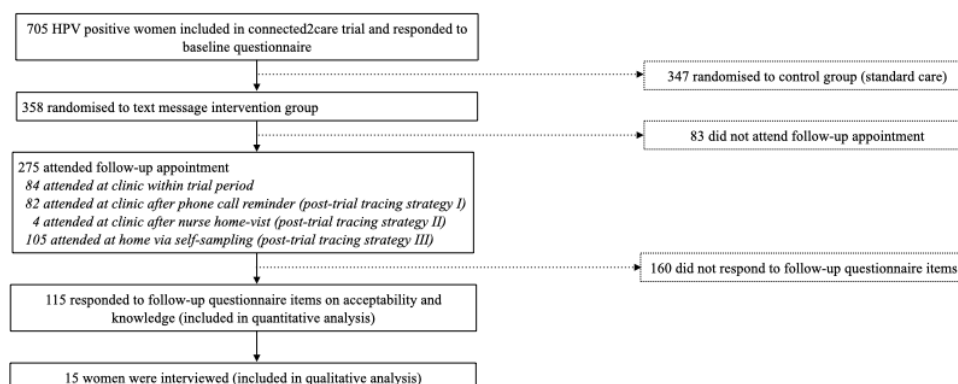 705 HPV positive women included in connected2care trial and responded to
baseline questionnaire
347 randomised to control group (standard care)
358 randomised to text message intervention group
83 did not attend follow-up appointment
275 attended follow-up appointment
84 attended at clinic within trial period
82 attended at clinic after phone call reminder (post-trial tracing strategy I)
4 attended at clinic after nurse home-vist (post-trial tracing strategy II)
105 attended at home via self-sampling (post-trial tracing strategy III)
160 did not respond to follow-up questionnaire items
115 responded to follow-up questionnaire items on acceptability and
knowledge (included in quantitative analysis)
15 women were interviewed (included in qualitative analysis)